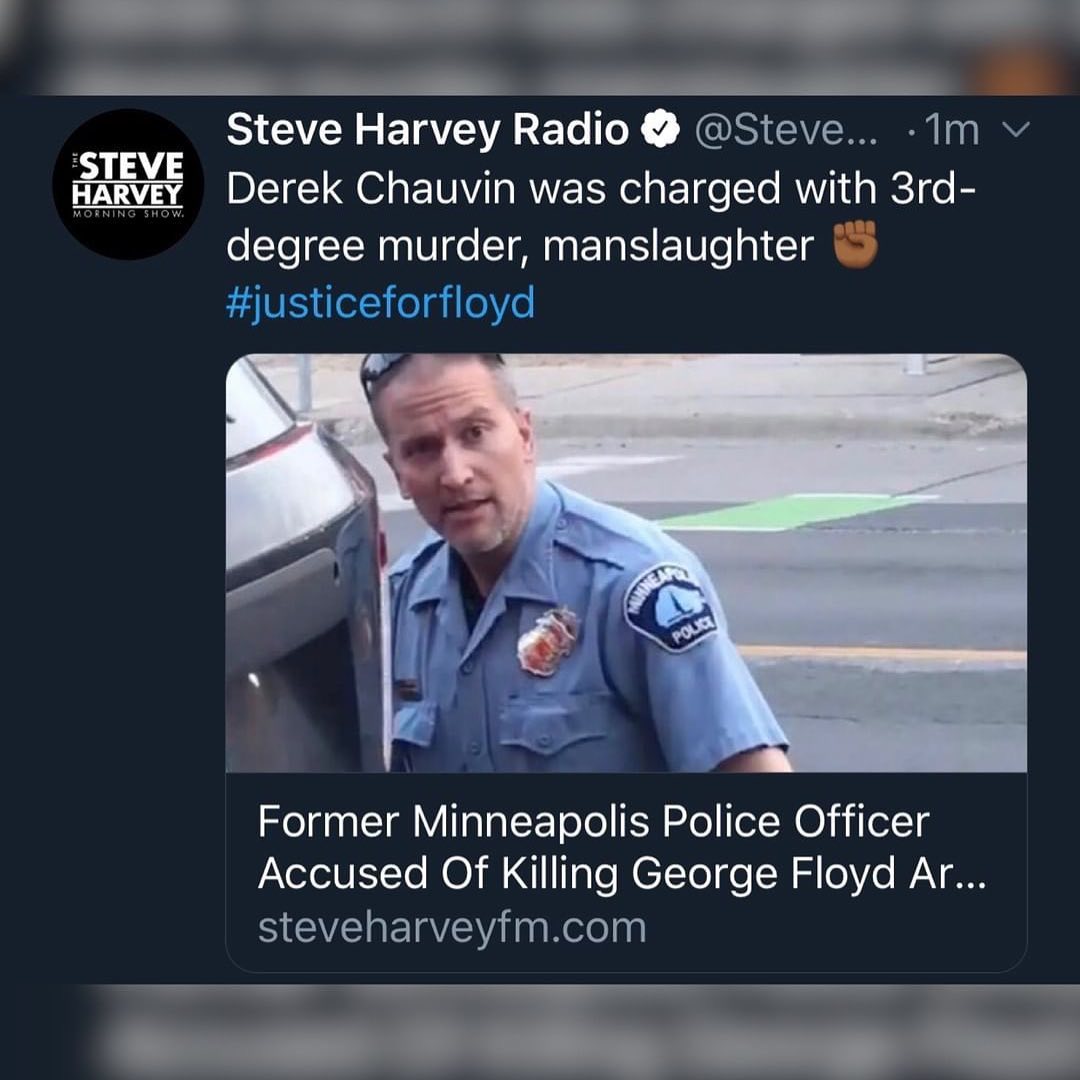 THE
STEVE
HARVEY
MORNING SHOW.
Steve Harvey Radio @Steve... · 1m
Derek Chauvin was charged with 3rd-
degree murder, manslaughter ✊🏾
#justiceforfloyd
MINNEAPOLIS
POLICE
Former Minneapolis Police Officer
Accused Of Killing George Floyd Ar...
steveharveyfm.com